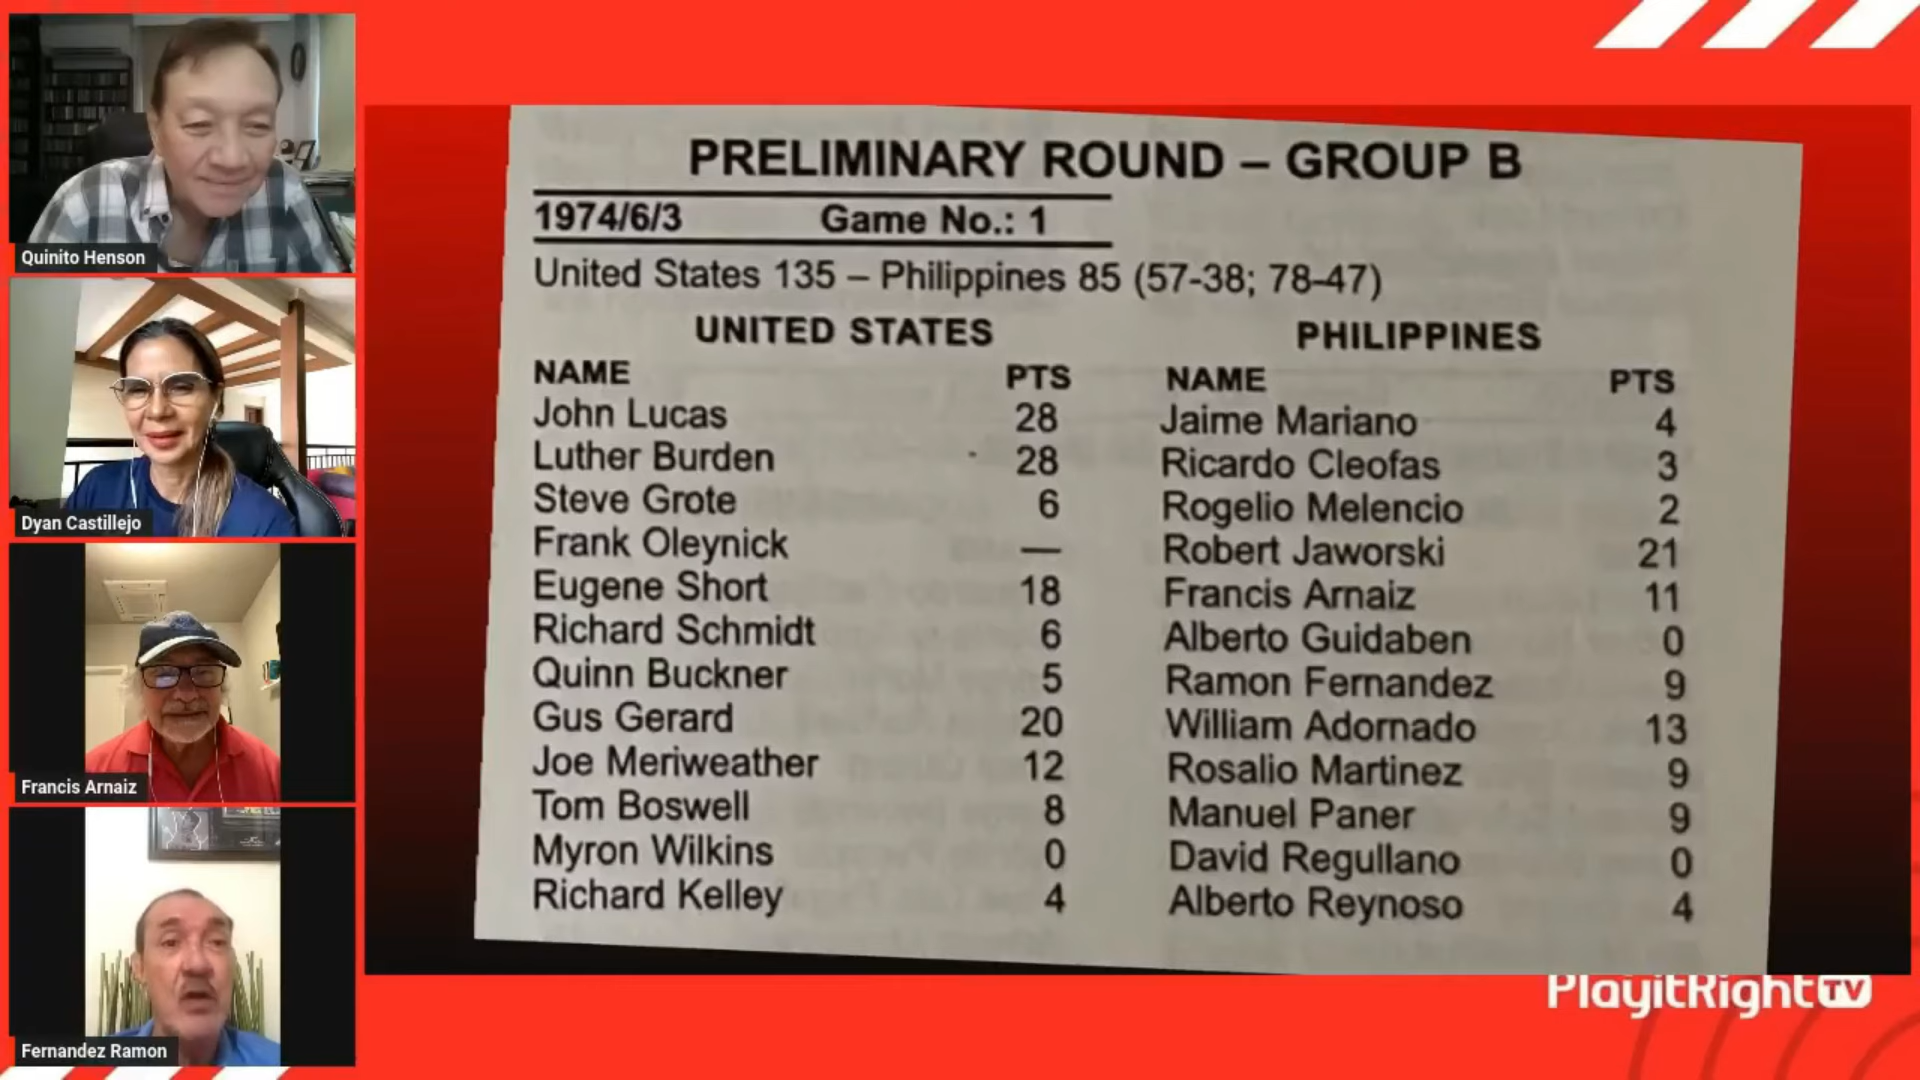 PRELIMINARY ROUND – GROUP B
1974/6/3 Game No.: 1
United States 135 – Philippines 85 (57-38; 78-47)
UNITED STATES
NAME PTS
John Lucas 28
Luther Burden 28
Steve Grote 6
Frank Oleynick —
Eugene Short 18
Richard Schmidt 6
Quinn Buckner 5
Gus Gerard 20
Joe Meriweather 12
Tom Boswell 8
Myron Wilkins 0
Richard Kelley 4
PHILIPPINES
NAME PTS
Jaime Mariano 4
Ricardo Cleofas 3
Rogelio Melencio 2
Robert Jaworski 21
Francis Arnaiz 11
Alberto Guidaben 0
Ramon Fernandez 9
William Adornado 13
Rosalio Martinez 9
Manuel Paner 9
David Regullano 0
Alberto Reynoso 4
Quinito Henson
Dyan Castillejo
Francis Arnaiz
Fernandez Ramon
PlayitRight TV